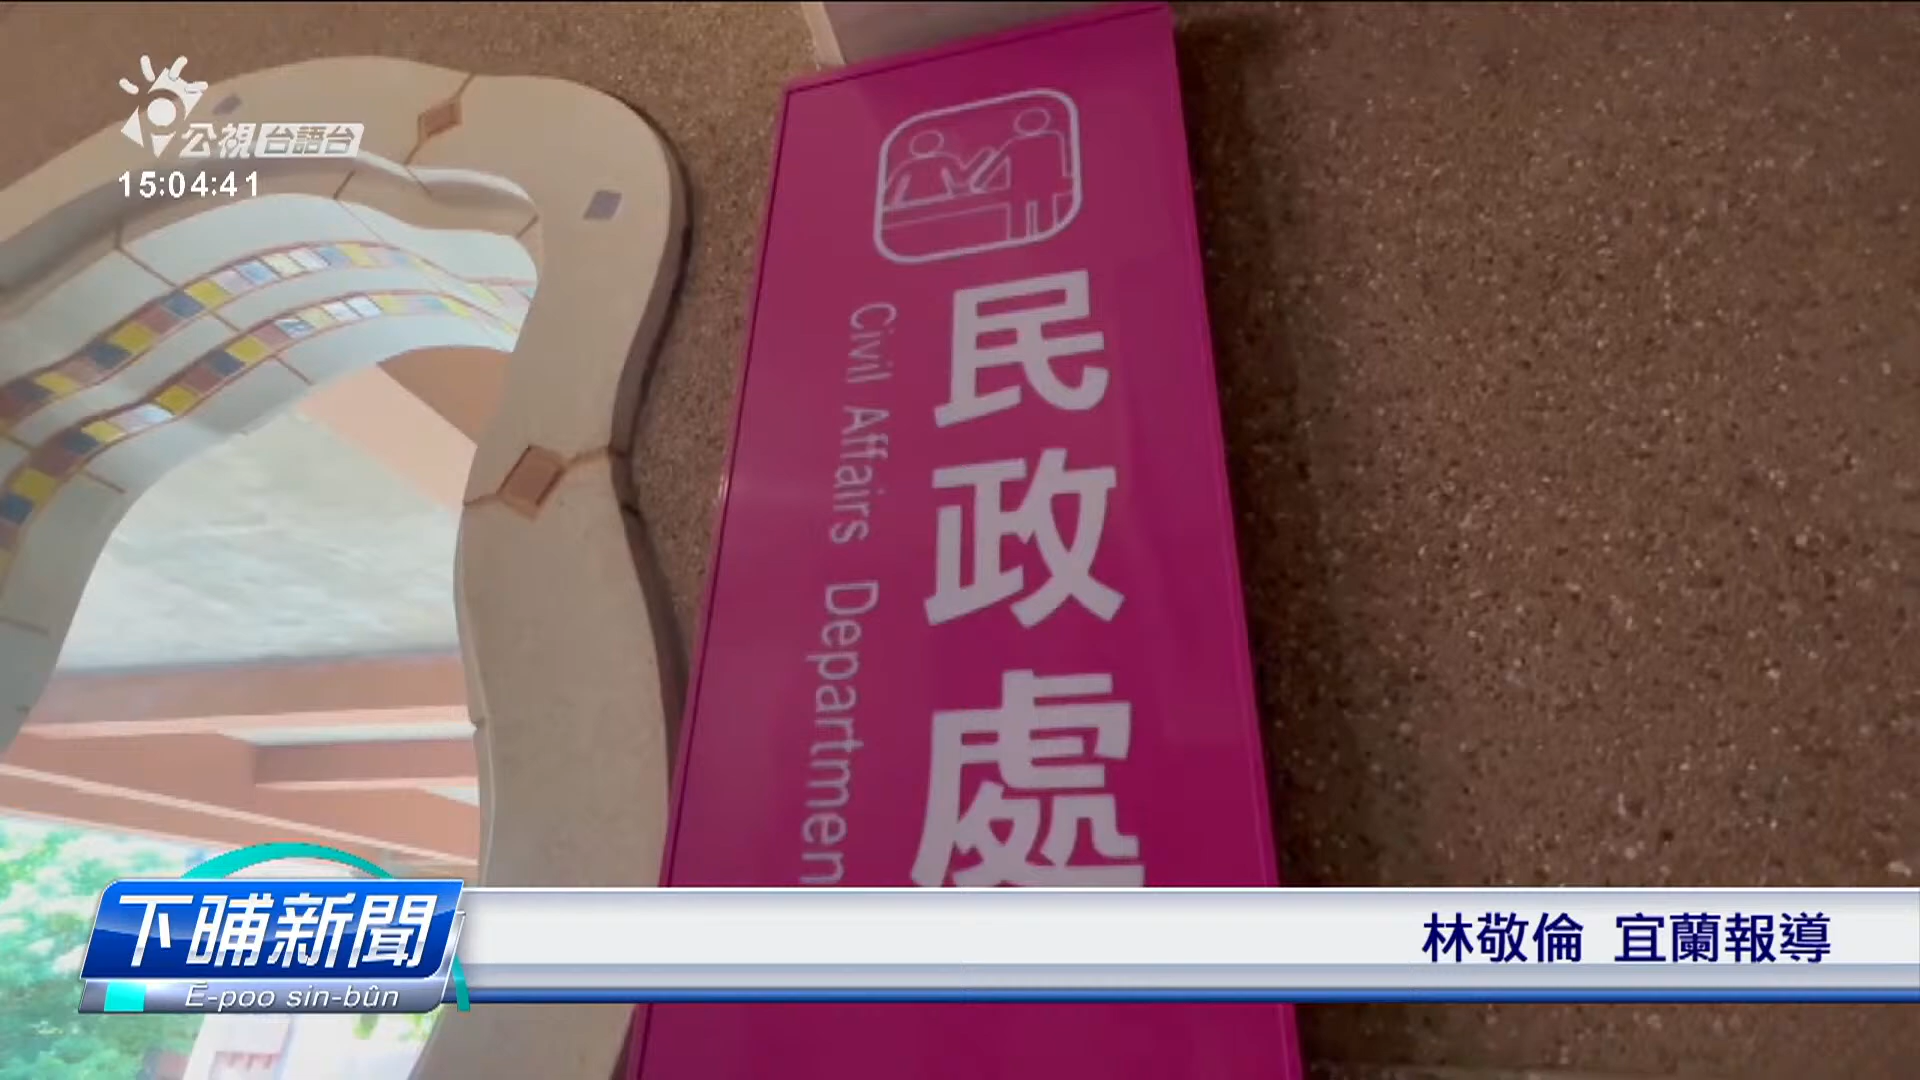 公視台語台
15:04:41
民政處
Civil Affairs Departmen
下晡新聞
Ē-poo sin-bûn
林敬倫 宜蘭報導